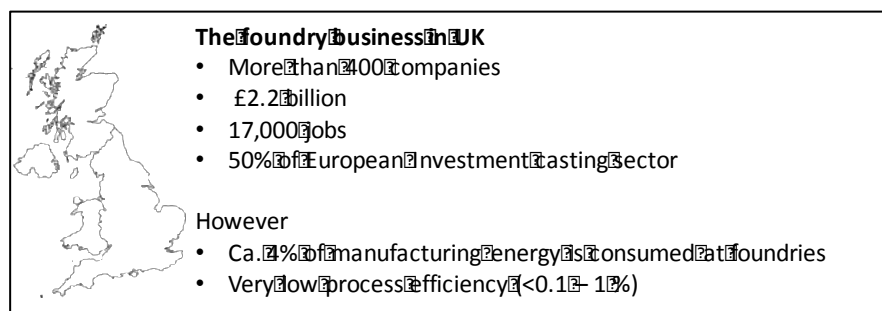 The foundry business in UK
• More than 400 companies
• £2.2 billion
• 17,000 jobs
• 50% of European Investment casting sector
However
• Ca. 4% of manufacturing energy is consumed at foundries
• Very low process efficiency (<0.1 – 1 %)